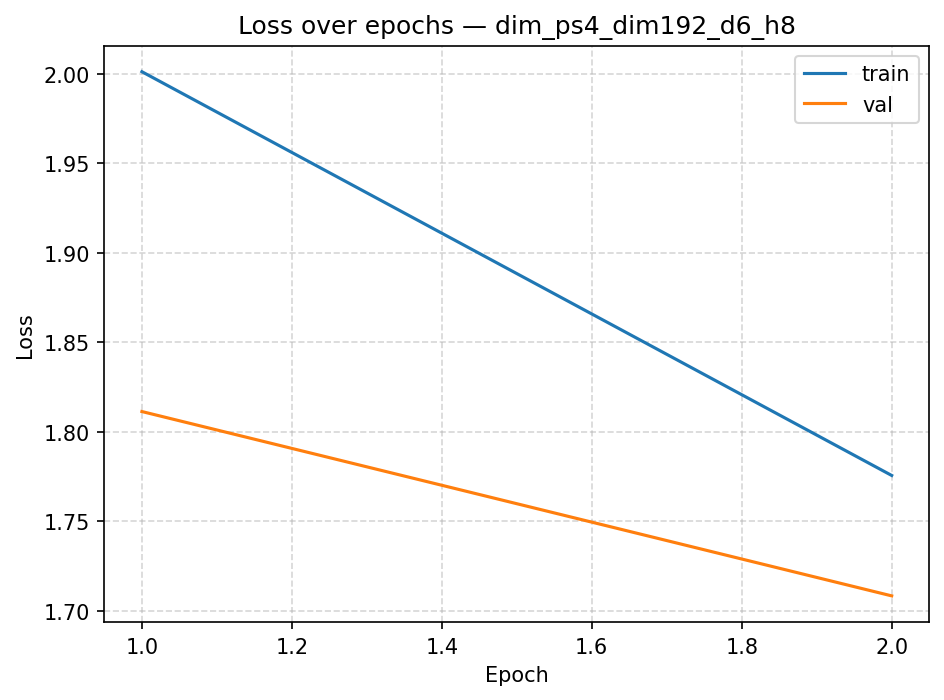 Loss over epochs — dim_ps4_dim192_d6_h8
train
val
2.00
1.95
1.90
1.85
1.80
1.75
1.70
Loss
1.0 1.2 1.4 1.6 1.8 2.0
Epoch